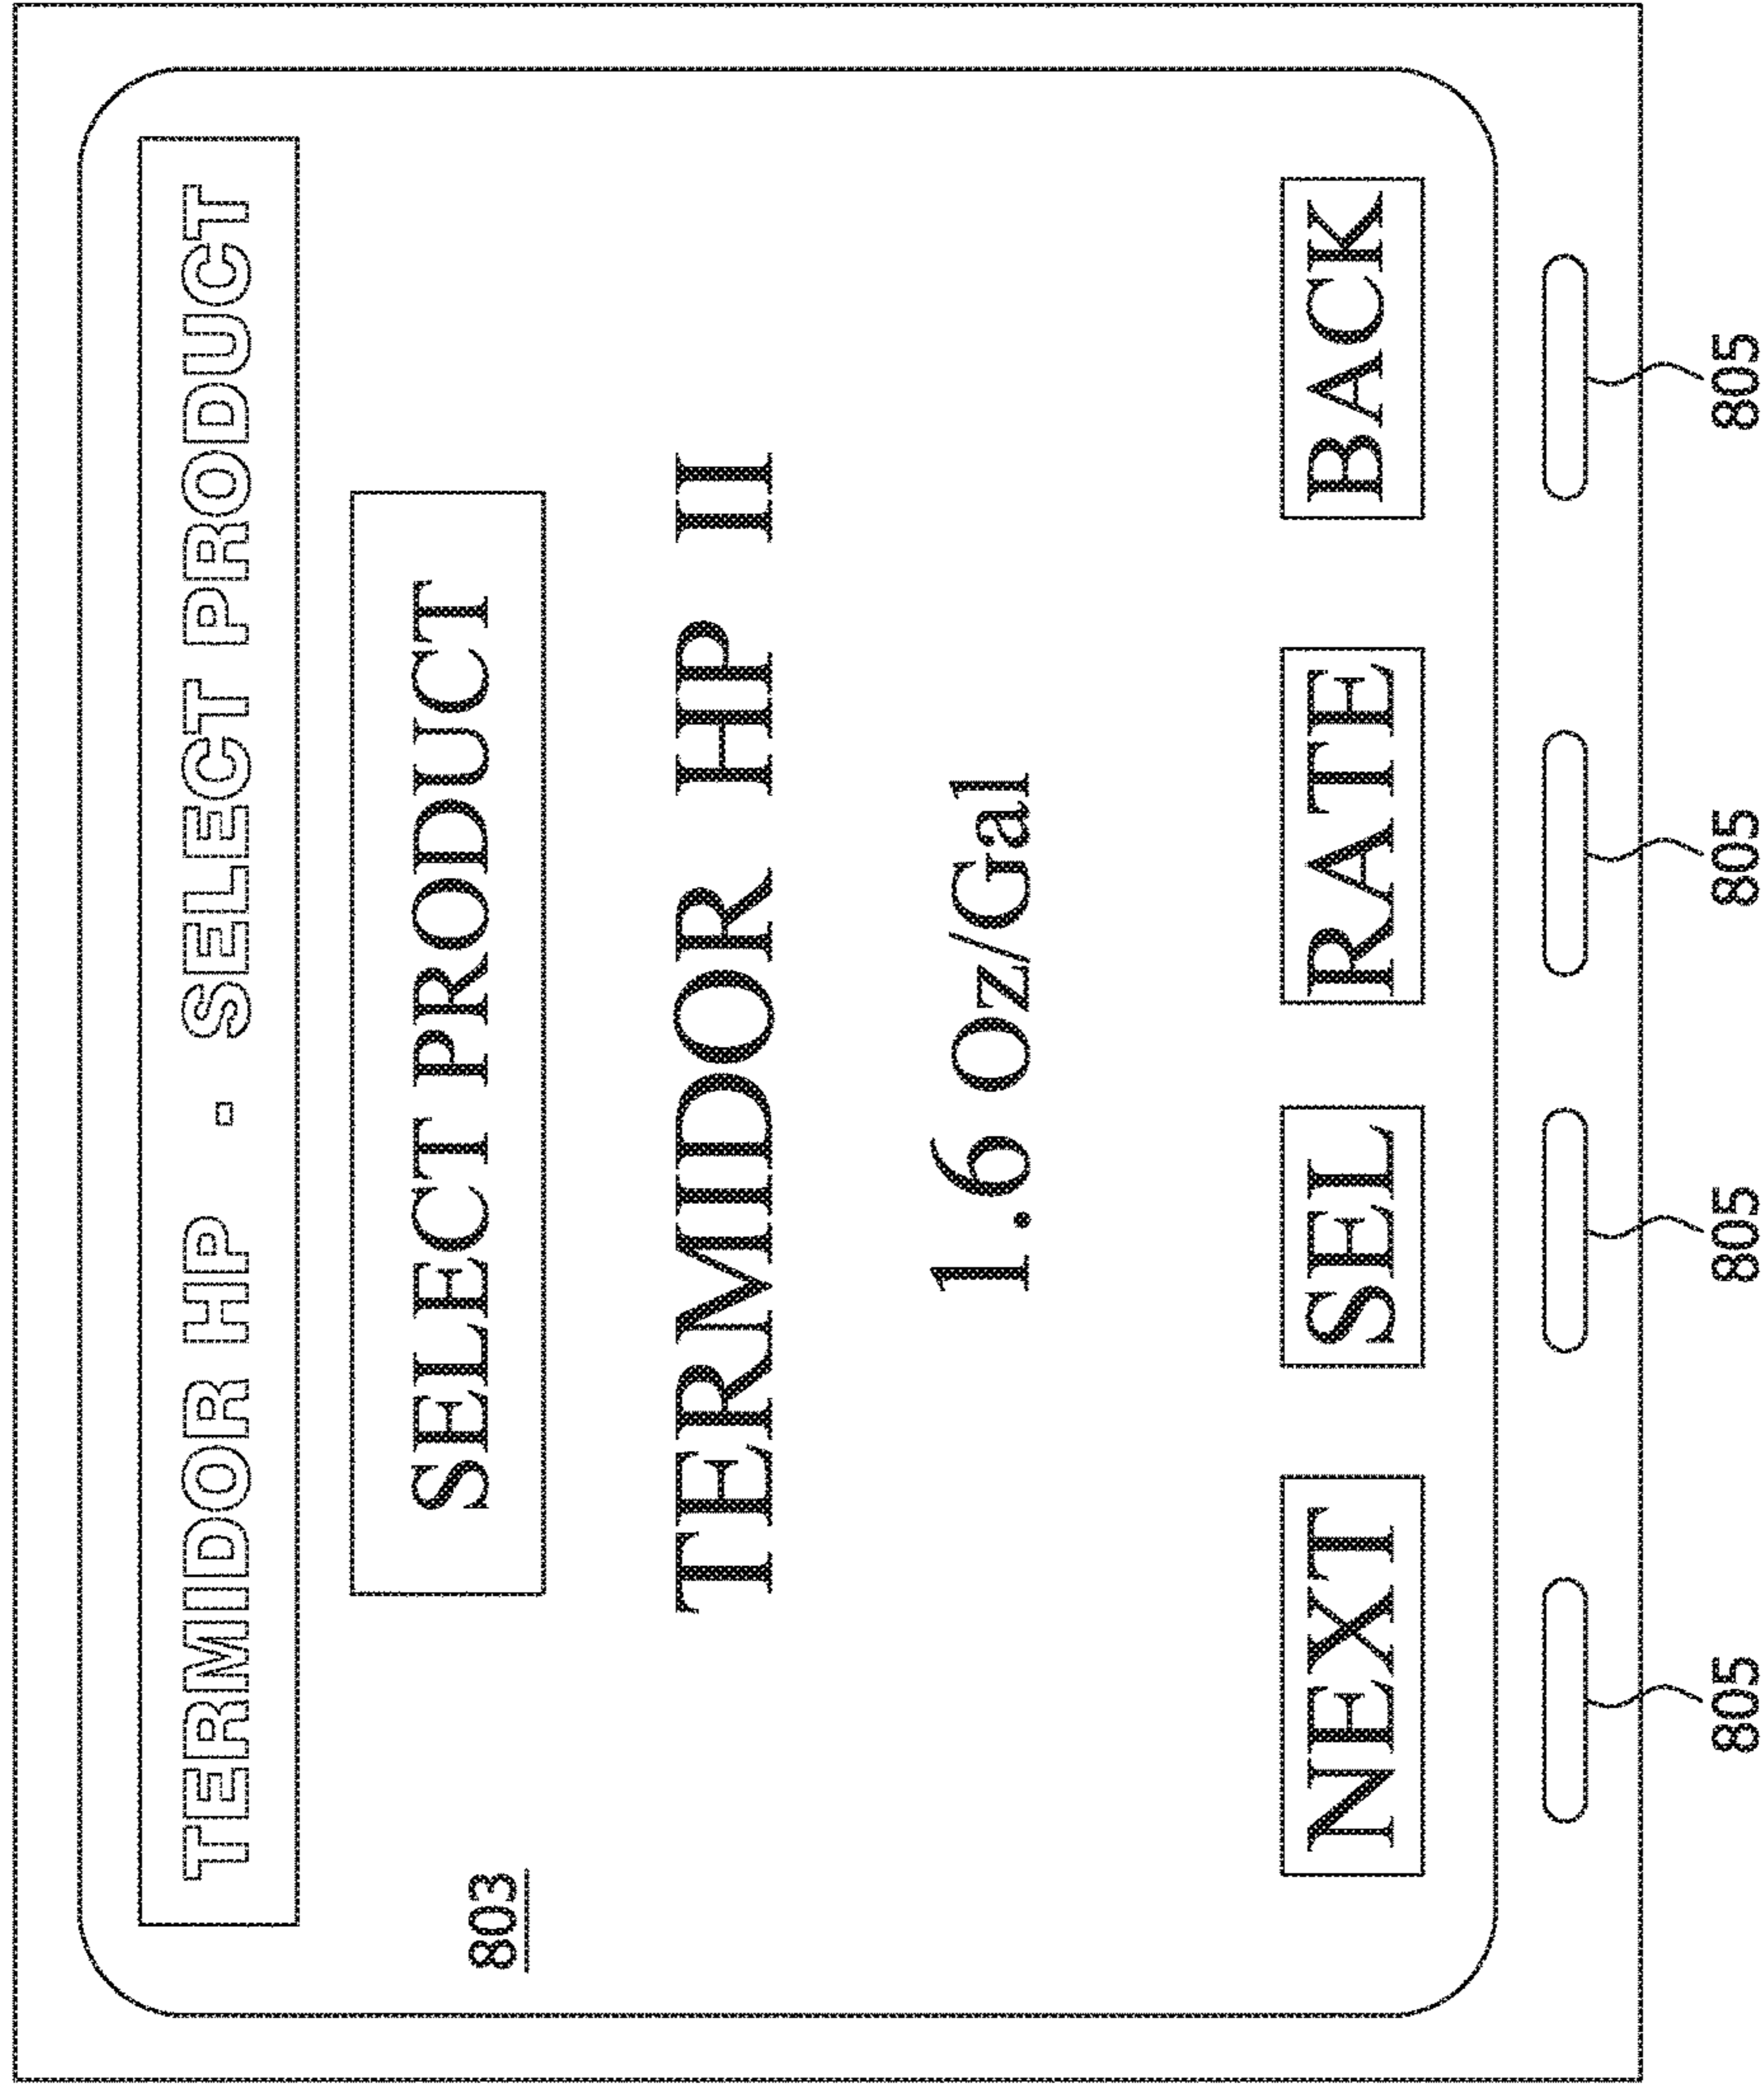 TERMIDOR HP - SELECT PRODUCT
SELECT PRODUCT
803
TERMIDOR HP II
1.6 Oz/Gal
NEXT SEL RATE BACK
805 805 805 805